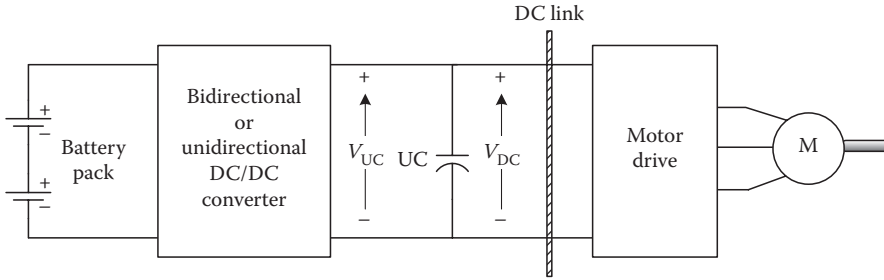 DC link
+
−
+
−
Battery
pack
Bidirectional
or
unidirectional
DC/DC
converter
+
V_UC
−
UC
+
V_DC
−
Motor
drive
M